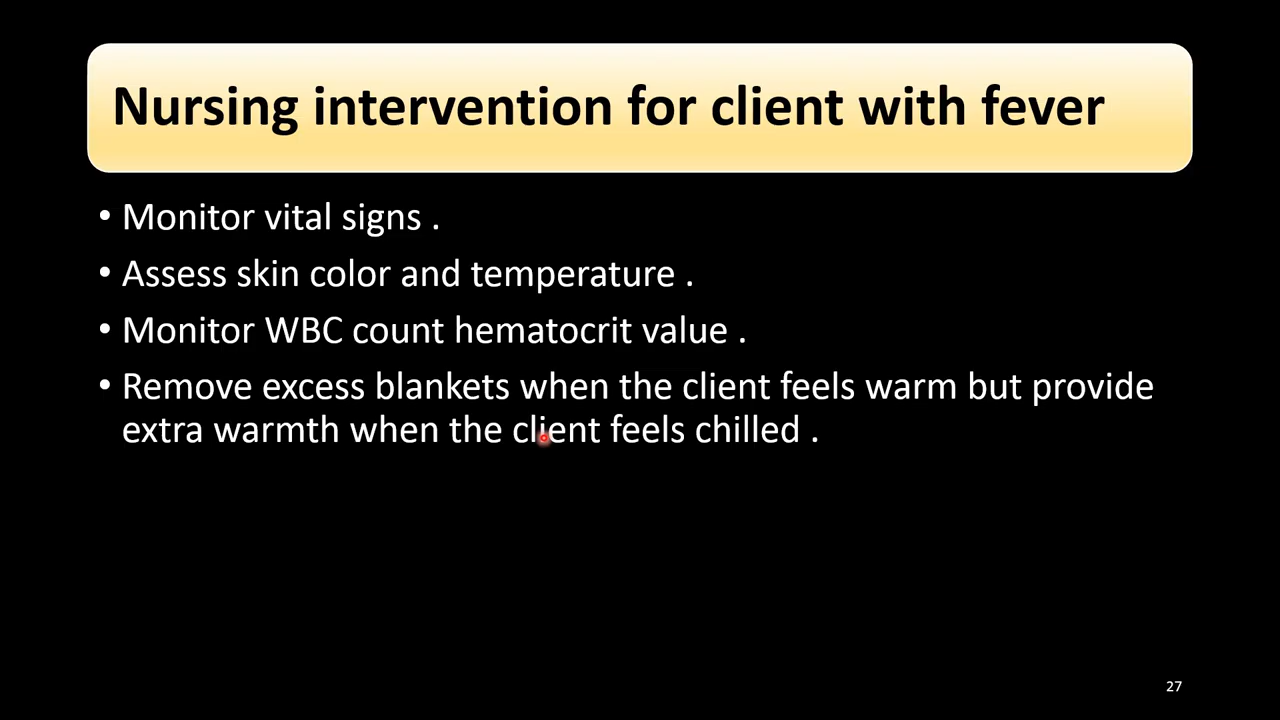 Nursing intervention for client with fever
• Monitor vital signs .
• Assess skin color and temperature .
• Monitor WBC count hematocrit value .
• Remove excess blankets when the client feels warm but provide
extra warmth when the client feels chilled .
27